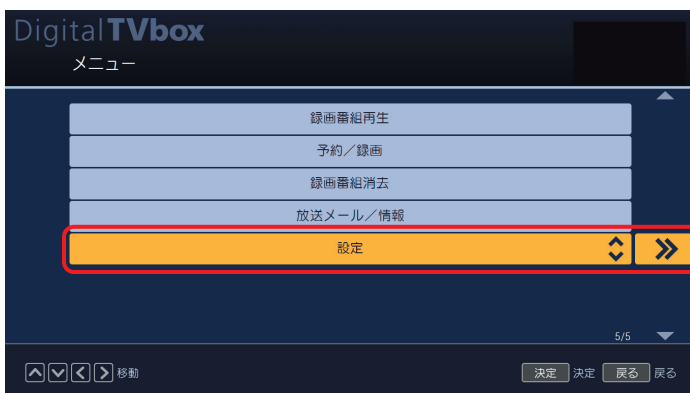 DigitalTVbox
メニュー
録画番組再生
予約／録画
録画番組消去
放送メール／情報
設定
5/5
移動
決定 決定 戻る 戻る